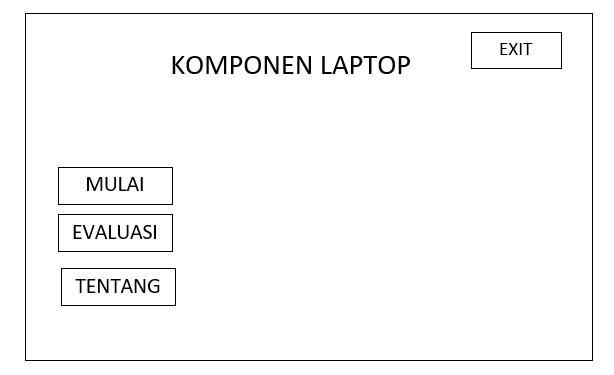 KOMPONEN LAPTOP
EXIT
MULAI
EVALUASI
TENTANG